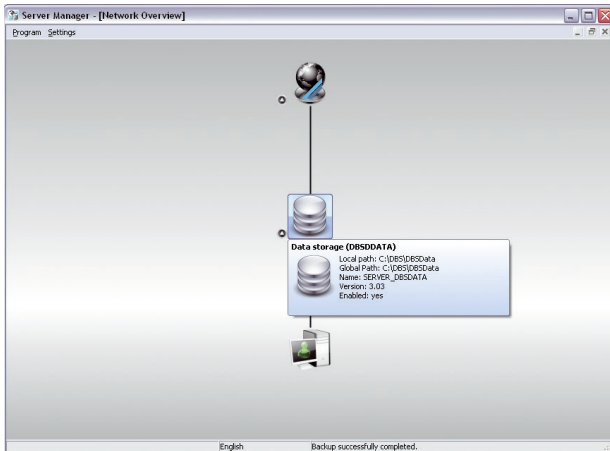 Server Manager - [Network Overview]
Program Settings
Data storage (DBSDDATA)
Local path: C:\DBS\DBSData
Global Path: C:\DBS\DBSData
Name: SERVER_DBSDATA
Version: 3.03
Enabled: yes
English Backup successfully completed.